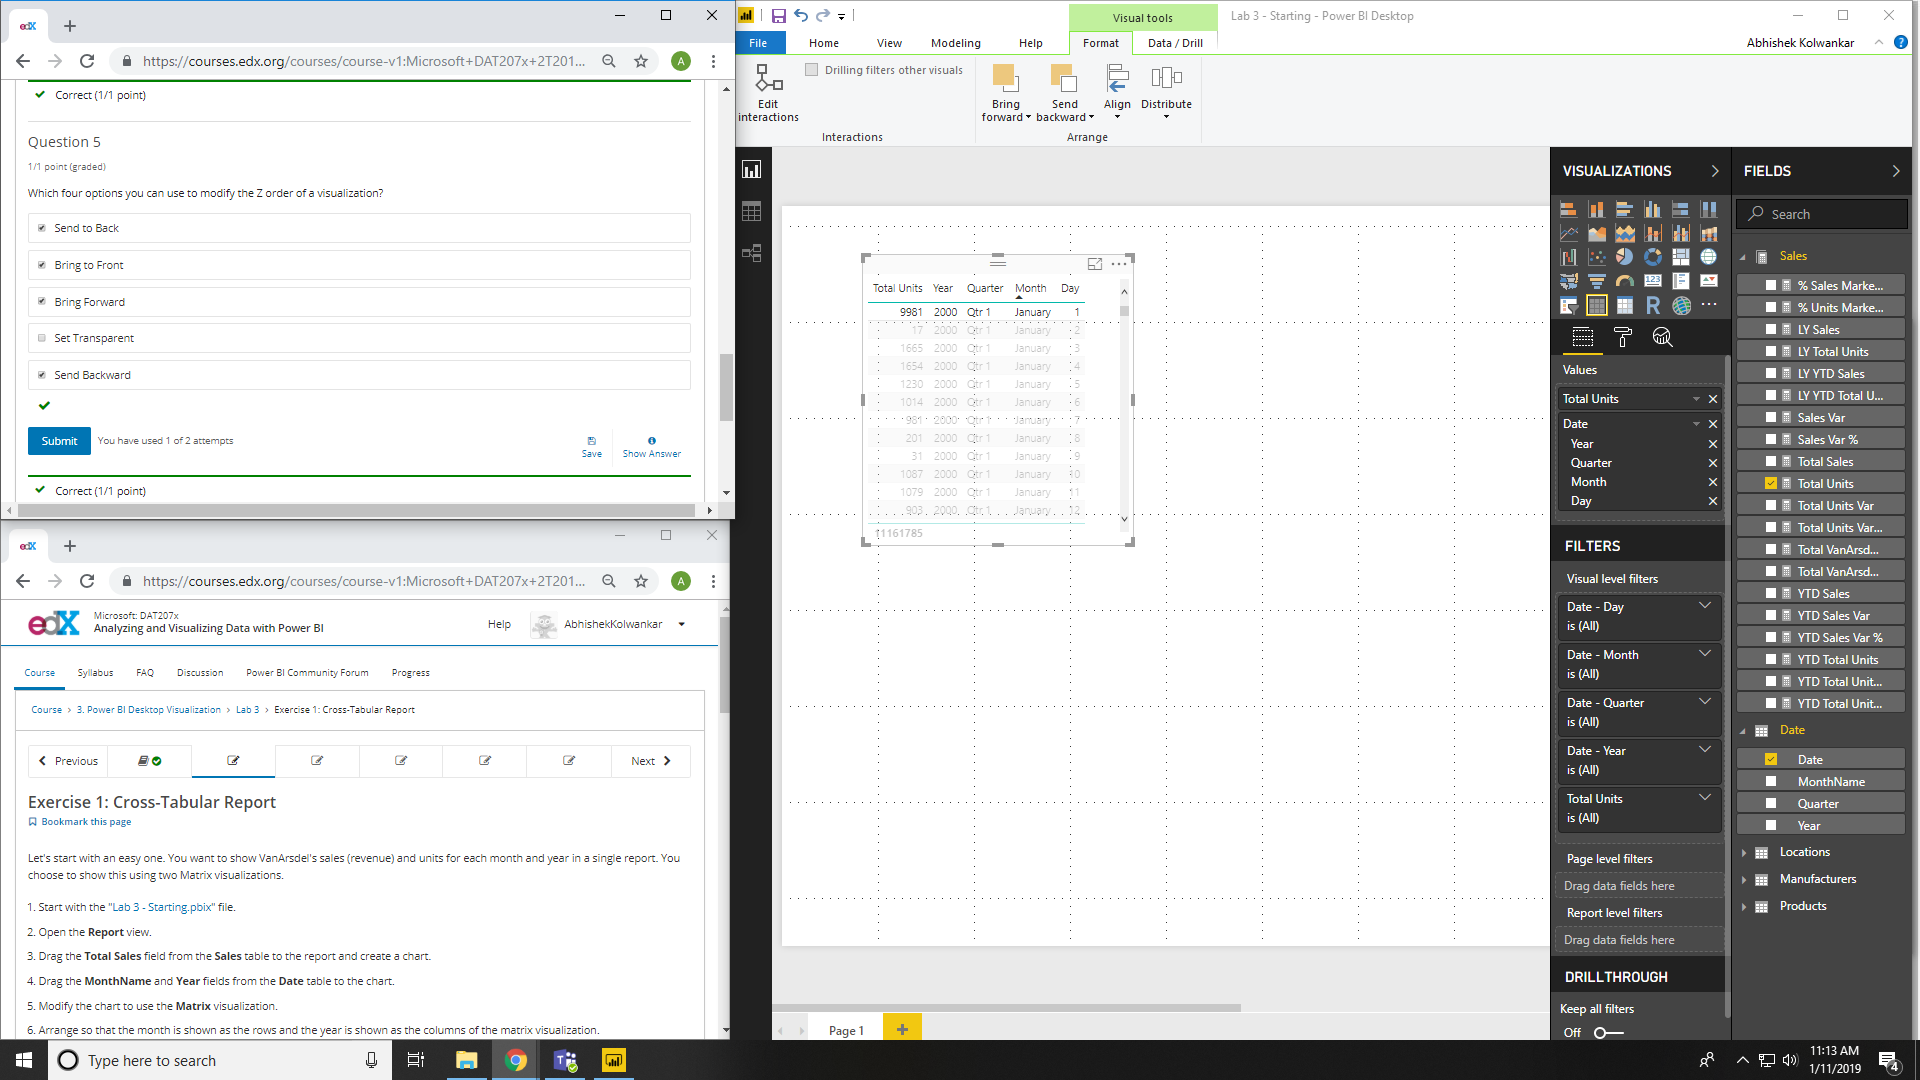 edX
https://courses.edx.org/courses/course-v1:Microsoft+DAT207x+2T201...
A
Correct (1/1 point)
Question 5
1/1 point (graded)
Which four options you can use to modify the Z order of a visualization?
Send to Back
Bring to Front
Bring Forward
Set Transparent
Send Backward
Submit
You have used 1 of 2 attempts
Save
Show Answer
Correct (1/1 point)
edX
https://courses.edx.org/courses/course-v1:Microsoft+DAT207x+2T201...
A
edX
Microsoft: DAT207x
Analyzing and Visualizing Data with Power BI
Help
AbhishekKolwankar
Course Syllabus FAQ Discussion Power BI Community Forum Progress
Course > 3. Power BI Desktop Visualization > Lab 3 > Exercise 1: Cross-Tabular Report
Previous
Next
Exercise 1: Cross-Tabular Report
Bookmark this page
Let's start with an easy one. You want to show VanArsdel's sales (revenue) and units for each month and year in a single report. You
choose to show this using two Matrix visualizations.
1. Start with the "Lab 3 - Starting.pbix" file.
2. Open the Report view.
3. Drag the Total Sales field from the Sales table to the report and create a chart.
4. Drag the MonthName and Year fields from the Date table to the chart.
5. Modify the chart to use the Matrix visualization.
6. Arrange so that the month is shown as the rows and the year is shown as the columns of the matrix visualization.
Visual tools
Lab 3 - Starting - Power BI Desktop
File Home View Modeling Help Format Data / Drill
Abhishek Kolwankar
?
Edit
interactions
Drilling filters other visuals
Interactions
Bring
forward
Send
backward
Align
Distribute
Arrange
Total Units Year Quarter Month Day
9981 2000 Qtr 1 January 1
17 2000 Qtr 1 January 2
1665 2000 Qtr 1 January 3
1654 2000 Qtr 1 January 4
1230 2000 Qtr 1 January 5
1014 2000 Qtr 1 January 6
981 2000 Qtr 1 January 7
201 2000 Qtr 1 January 8
31 2000 Qtr 1 January 9
1087 2000 Qtr 1 January 10
1079 2000 Qtr 1 January 11
903 2000 Qtr 1 January 12
11161785
Page 1
VISUALIZATIONS
123
R
Values
Total Units
Date
Year
Quarter
Month
Day
FILTERS
Visual level filters
Date - Day
is (All)
Date - Month
is (All)
Date - Quarter
is (All)
Date - Year
is (All)
Total Units
is (All)
Page level filters
Drag data fields here
Report level filters
Drag data fields here
DRILLTHROUGH
Keep all filters
Off
FIELDS
Search
Sales
% Sales Marke...
% Units Marke...
LY Sales
LY Total Units
LY YTD Sales
LY YTD Total U...
Sales Var
Sales Var %
Total Sales
Total Units
Total Units Var
Total Units Var...
Total VanArsd...
Total VanArsd...
YTD Sales
YTD Sales Var
YTD Sales Var %
YTD Total Units
YTD Total Unit...
YTD Total Unit...
Date
Date
MonthName
Quarter
Year
Locations
Manufacturers
Products
Type here to search
11:13 AM
1/11/2019
4